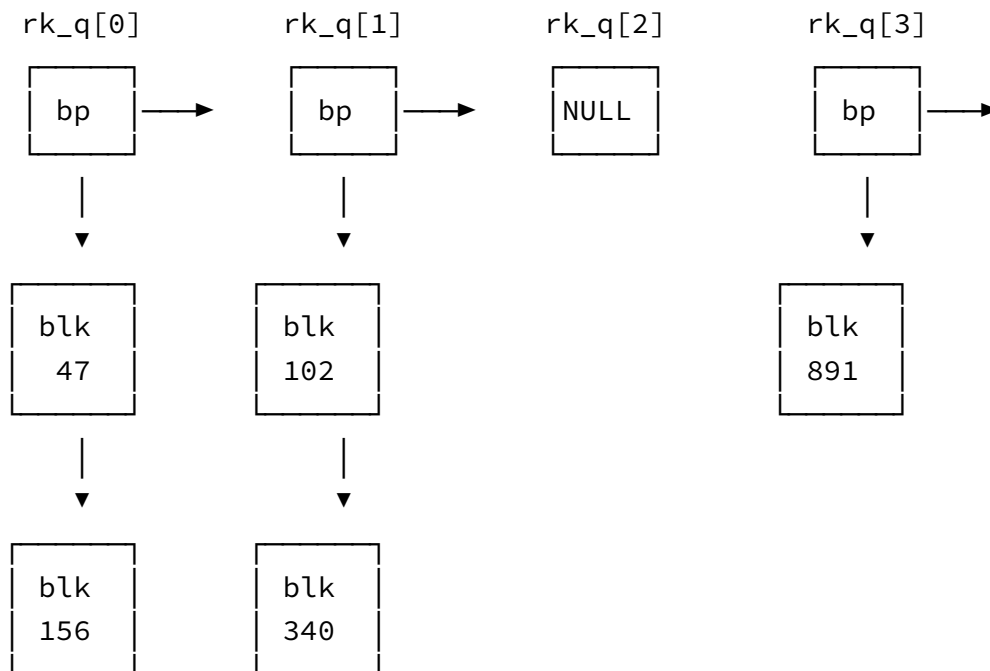 rk_q[0] rk_q[1] rk_q[2] rk_q[3]
bp bp NULL bp
blk blk blk
47 102 891
blk blk
156 340